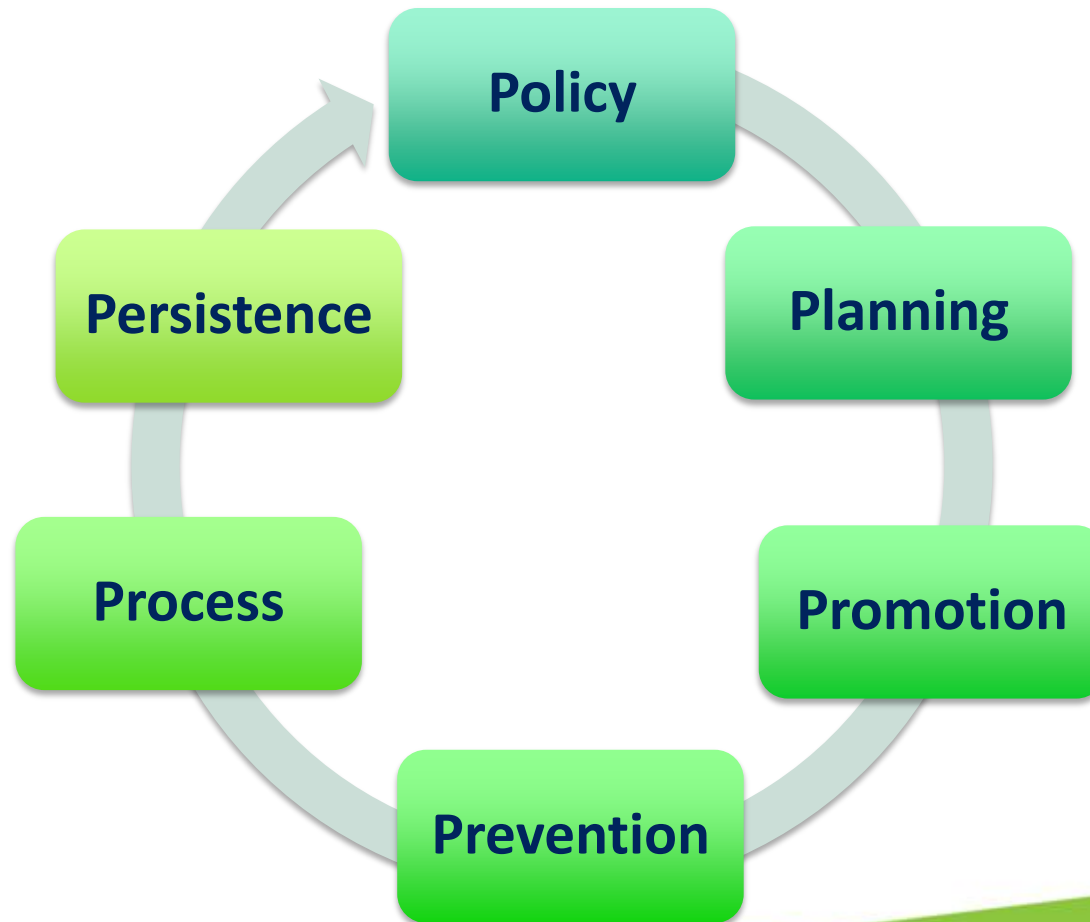 Policy
Planning
Promotion
Prevention
Process
Persistence